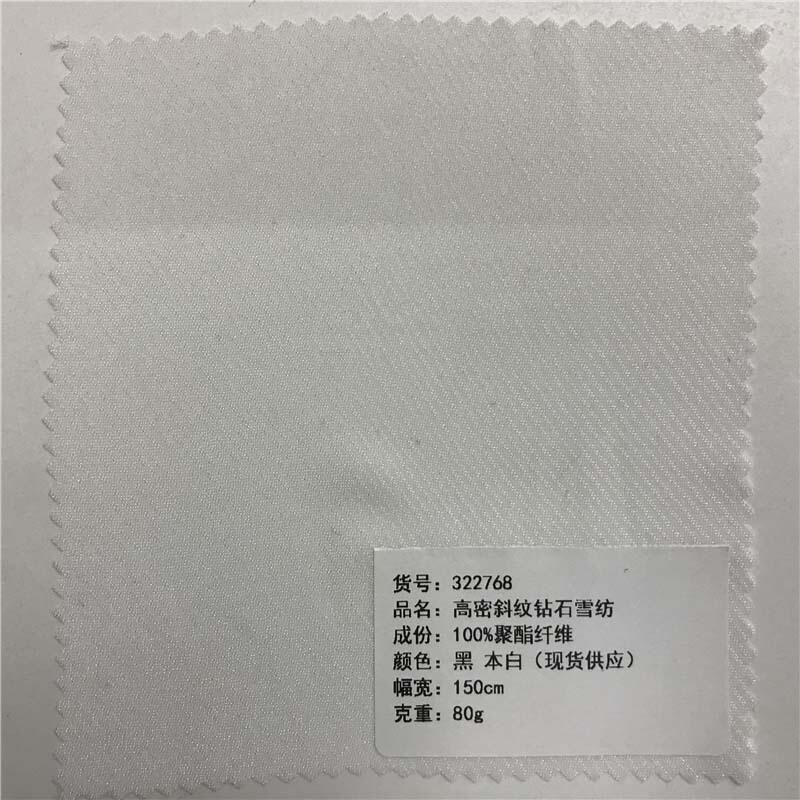 货号：322768
品名：高密斜纹钻石雪纺
成份：100%聚酯纤维
颜色：黑 本白（现货供应）
幅宽：150cm
克重：80g